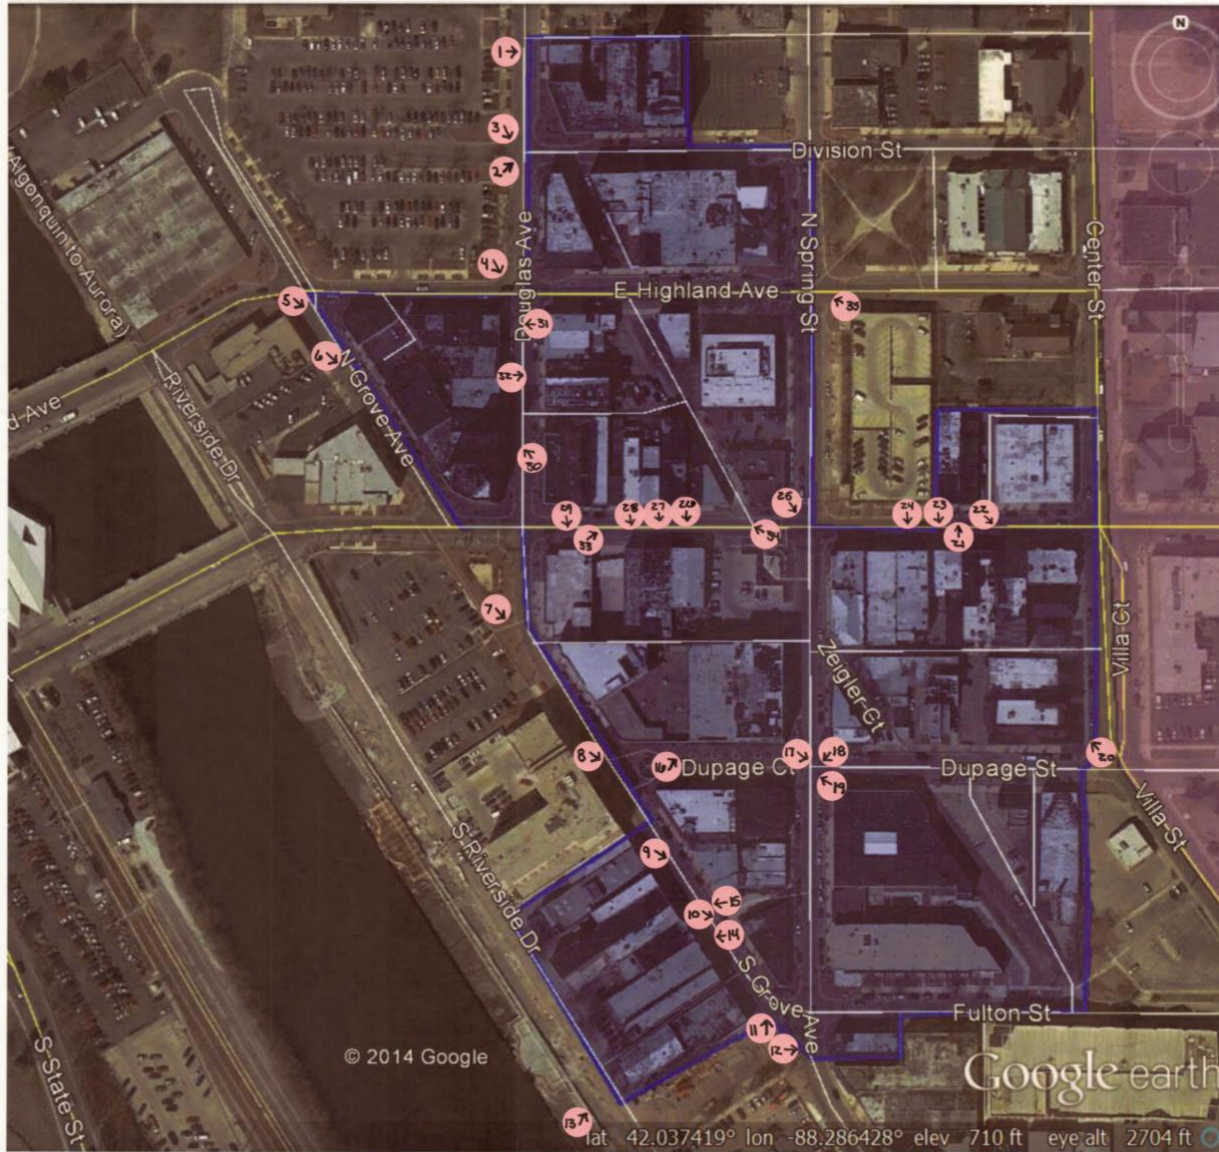 N
1
3
Division St
2
(Algonquin to Aurora)
Douglas Ave
N Spring St
Center St
4
E Highland Ave
5
31
35
6
N Grove Ave
32
d Ave
Riverside Dr
30
26
29
28
27
24
23
22
33
34
21
7
Zeigler Ct
Villa Ct
8
16
Dupage Ct
17
18
Dupage St
20
19
Villa St
S Riverside Dr
9
15
10
14
S Grove Ave
Fulton St
11
12
© 2014 Google
S State St
Google earth
13
lat 42.037419° lon -88.286428° elev 710 ft eye alt 2704 ft